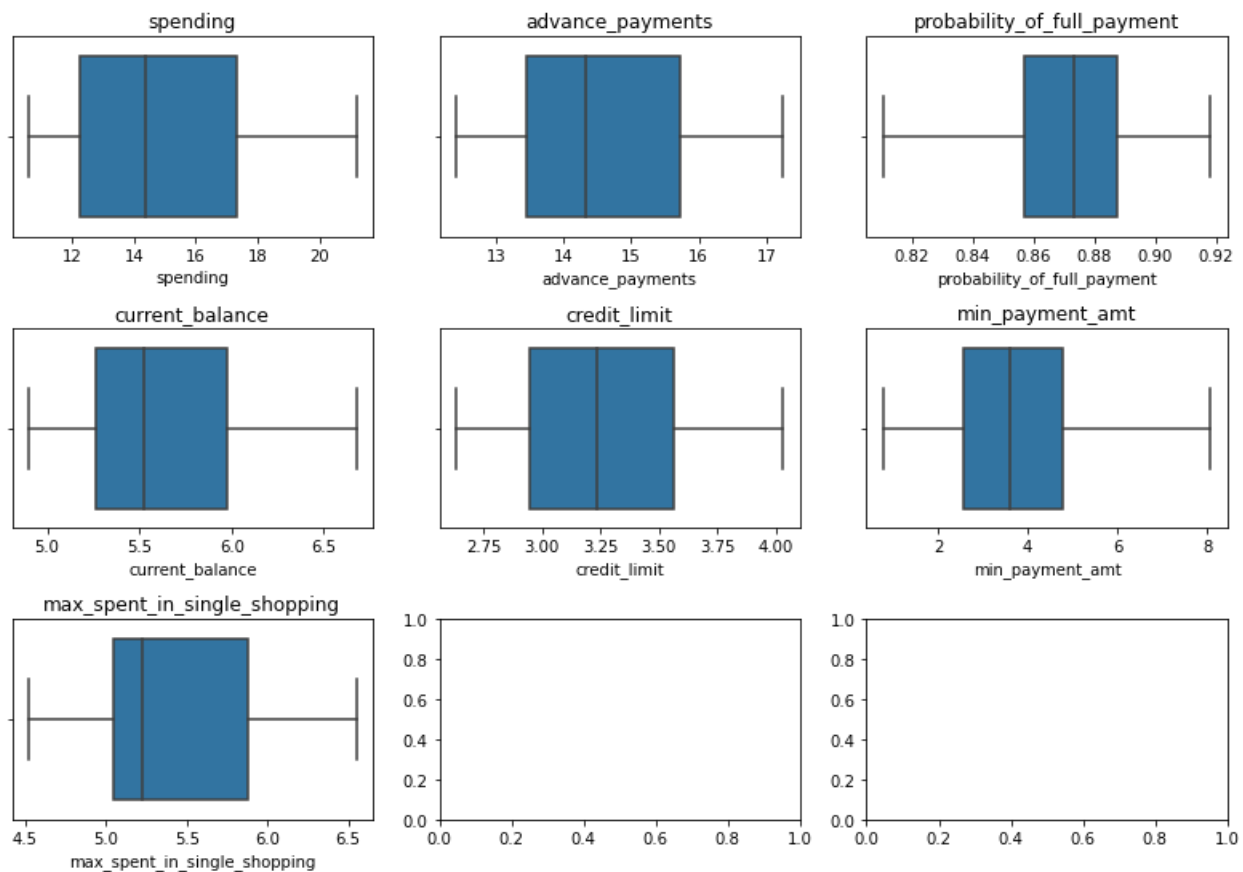 spending advance_payments probability_of_full_payment
12 14 16 18 20 13 14 15 16 17 0.82 0.84 0.86 0.88 0.90 0.92
spending advance_payments probability_of_full_payment
current_balance credit_limit min_payment_amt
5.0 5.5 6.0 6.5 2.75 3.00 3.25 3.50 3.75 4.00 2 4 6 8
current_balance credit_limit min_payment_amt
max_spent_in_single_shopping
1.0 1.0
0.8 0.8
0.6 0.6
0.4 0.4
0.2 0.2
0.0 0.0
4.5 5.0 5.5 6.0 6.5 0.0 0.2 0.4 0.6 0.8 1.0 0.0 0.2 0.4 0.6 0.8 1.0
max_spent_in_single_shopping